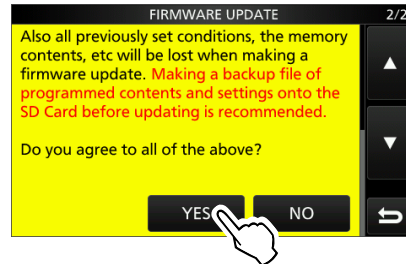 FIRMWARE UPDATE 2/2
Also all previously set conditions, the memory
contents, etc will be lost when making a
firmware update. Making a backup file of
programmed contents and settings onto the
SD Card before updating is recommended.
Do you agree to all of the above?
YES NO